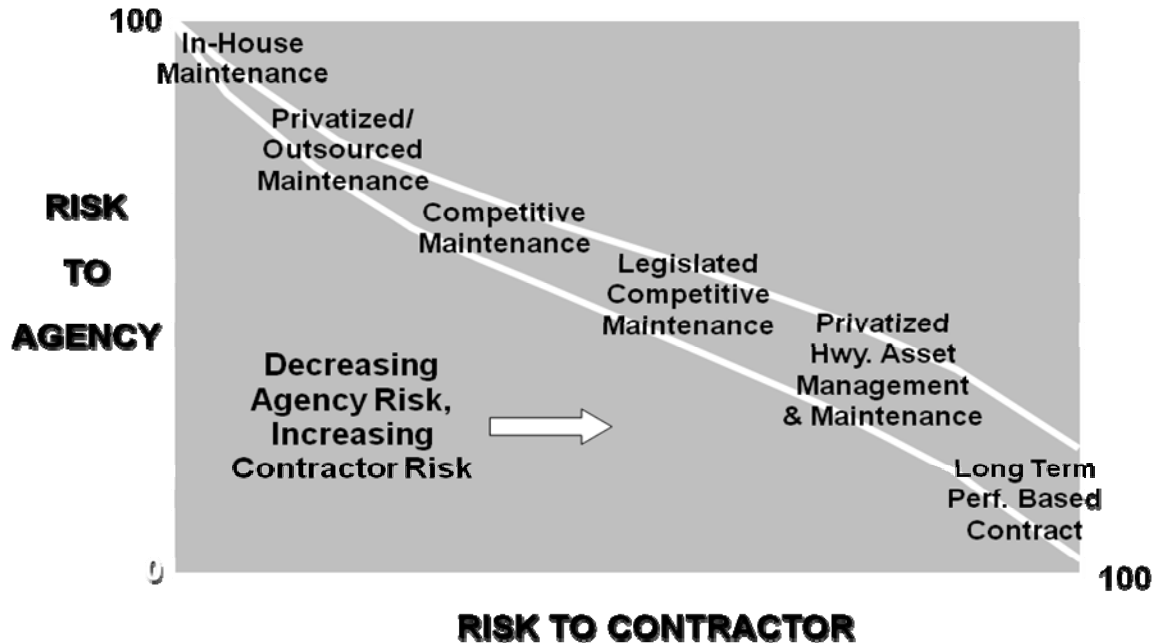 100
In-House
Maintenance
Privatized/
Outsourced
Maintenance
Competitive
Maintenance
Legislated
Competitive
Maintenance
Privatized
Hwy. Asset
Management
& Maintenance
Long Term
Perf. Based
Contract
RISK
TO
AGENCY
Decreasing
Agency Risk,
Increasing
Contractor Risk
0
100
RISK TO CONTRACTOR